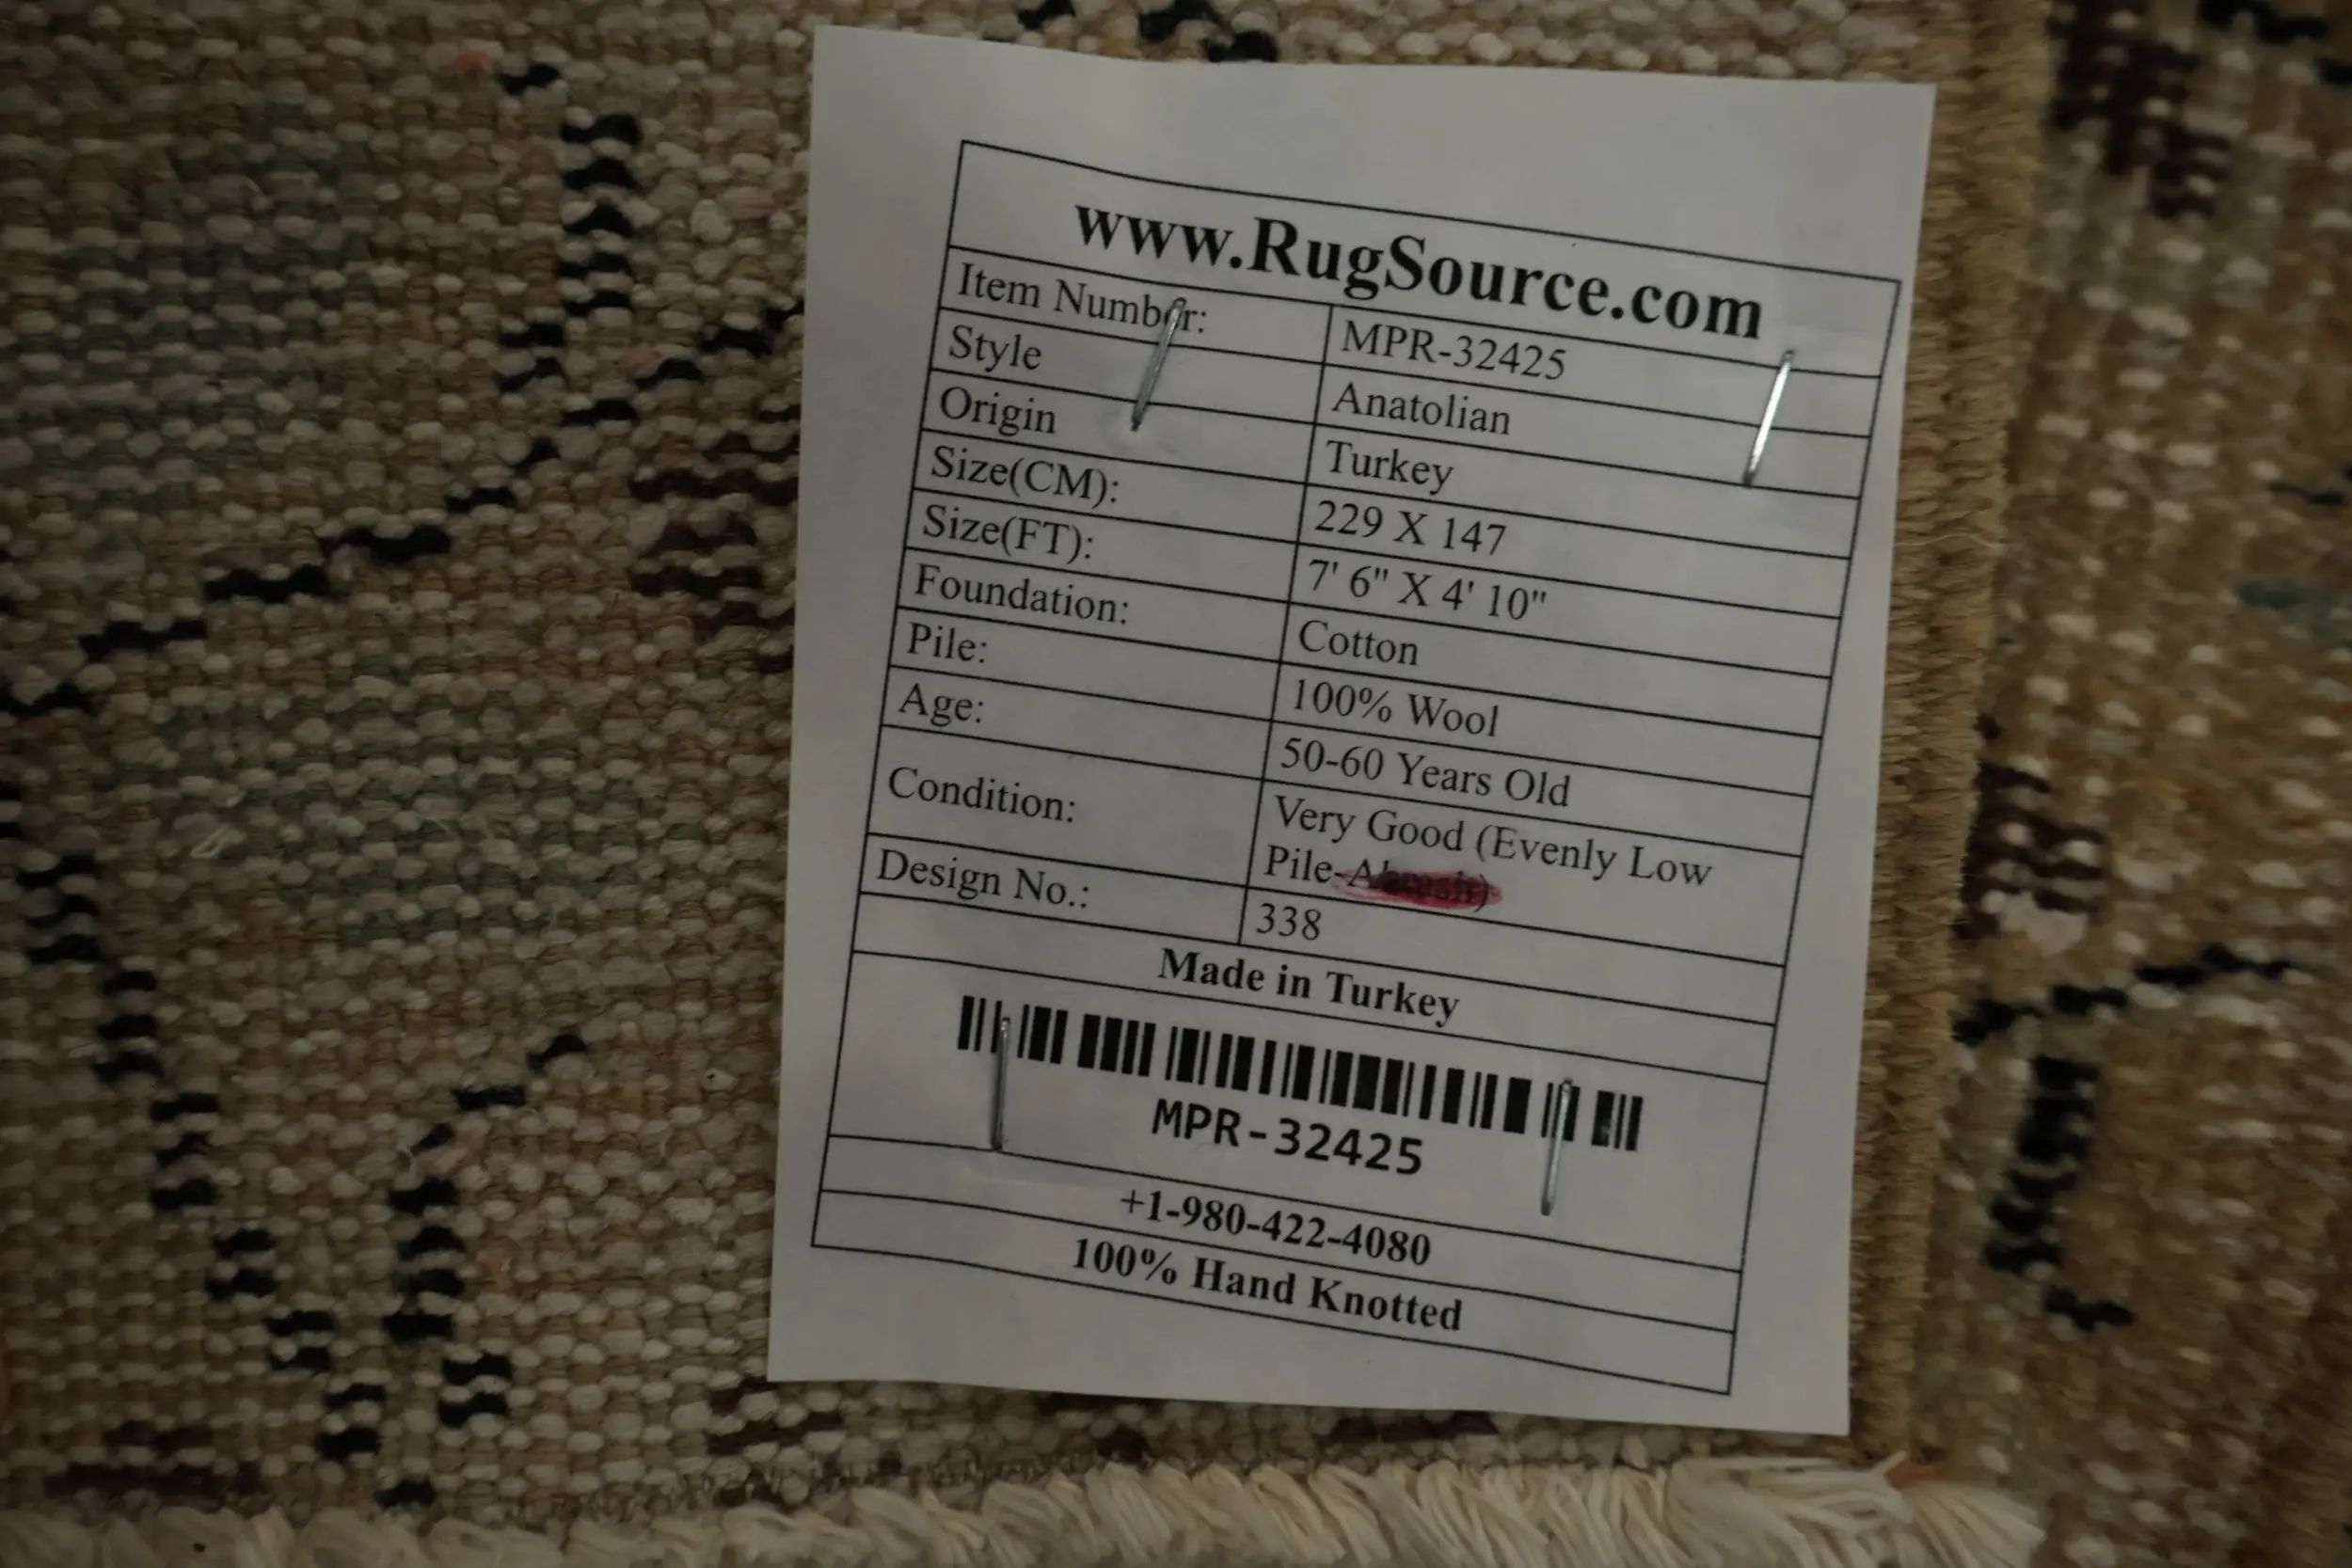 www.RugSource.com
Item Number: MPR-32425
Style Anatolian
Origin Turkey
Size(CM): 229 X 147
Size(FT): 7' 6" X 4' 10"
Foundation: Cotton
Pile: 100% Wool
Age: 50-60 Years Old
Condition: Very Good (Evenly Low
Pile-
Design No.: 338
Made in Turkey
MPR-32425
+1-980-422-4080
100% Hand Knotted